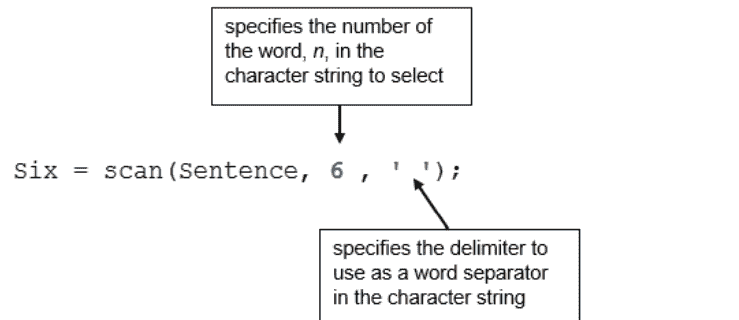 specifies the number of
the word, n, in the
character string to select
Six = scan(Sentence, 6 , ' ');
specifies the delimiter to
use as a word separator
in the character string